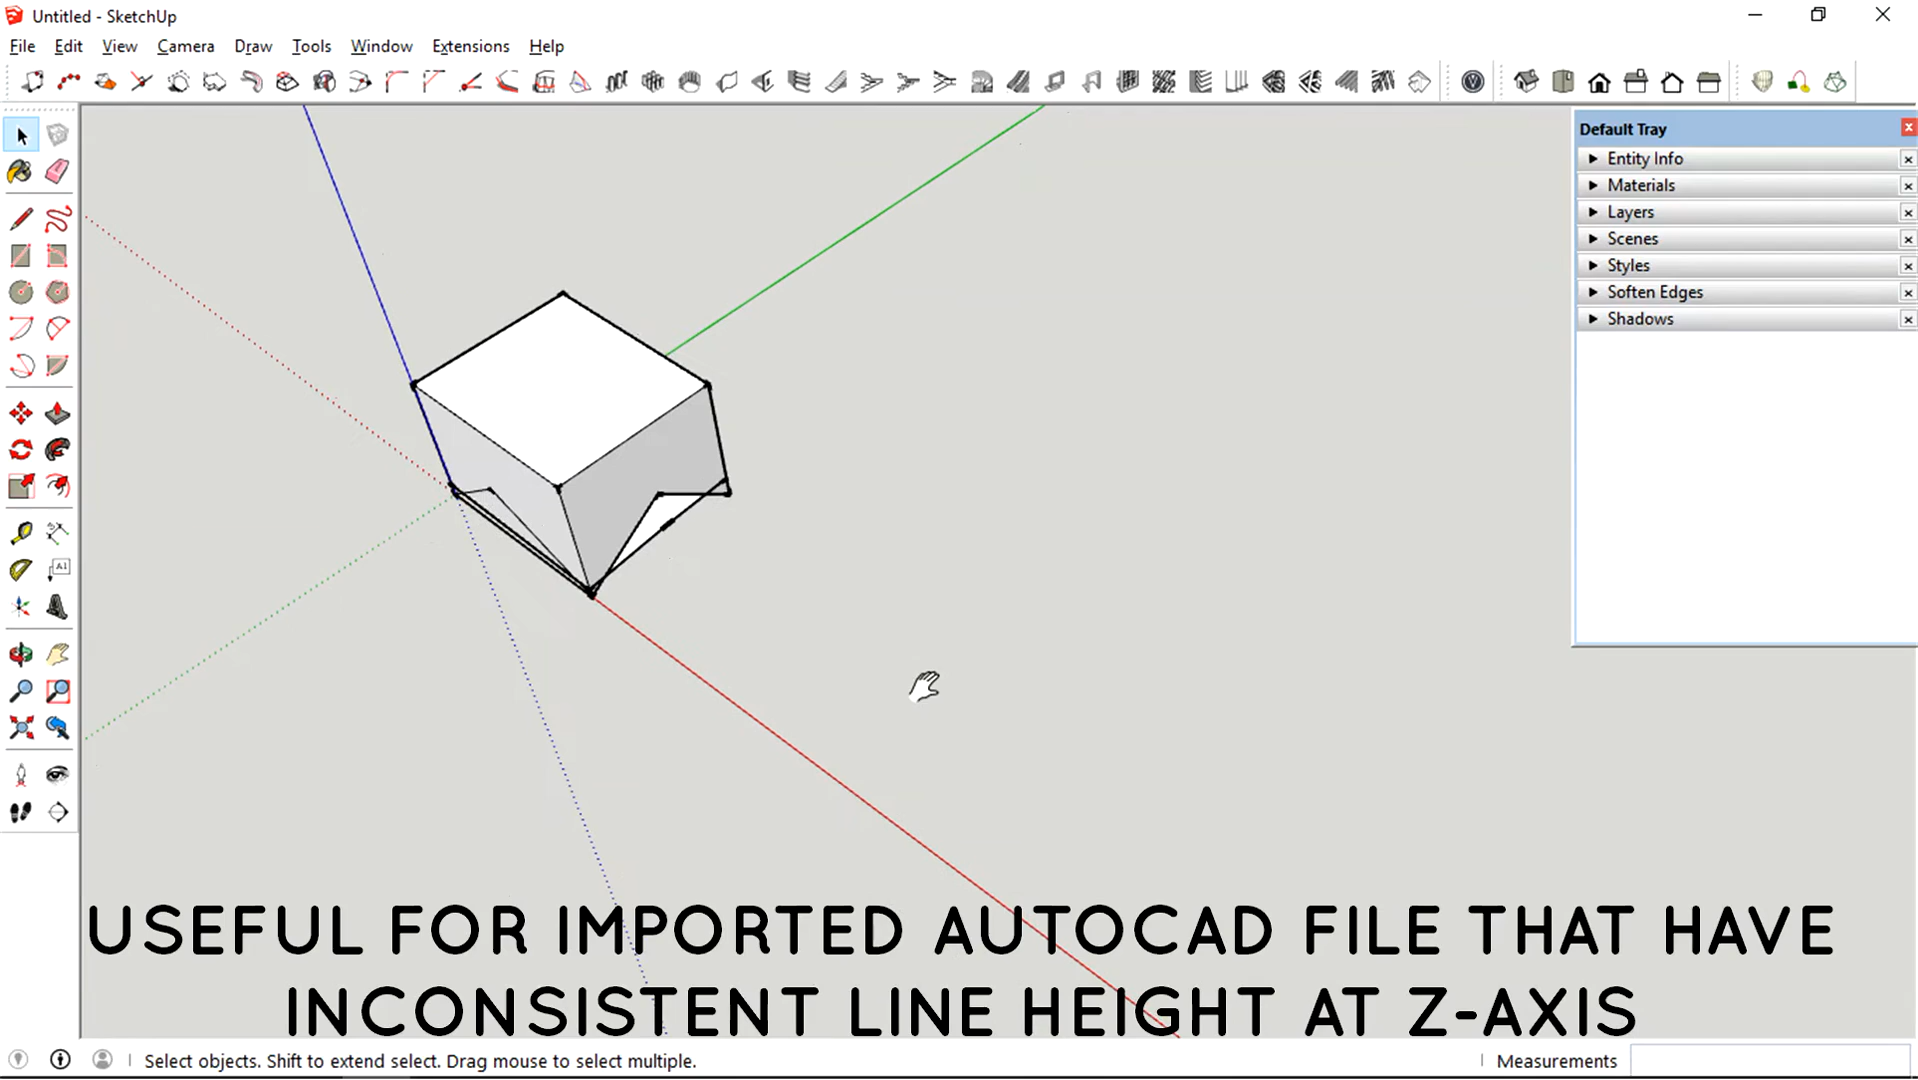 Untitled - SketchUp
File Edit View Camera Draw Tools Window Extensions Help
Default Tray
Entity Info
Materials
Layers
Scenes
Styles
Soften Edges
Shadows
A1
USEFUL FOR IMPORTED AUTOCAD FILE THAT HAVE
INCONSISTENT LINE HEIGHT AT Z-AXIS
Select objects. Shift to extend select. Drag mouse to select multiple.
Measurements